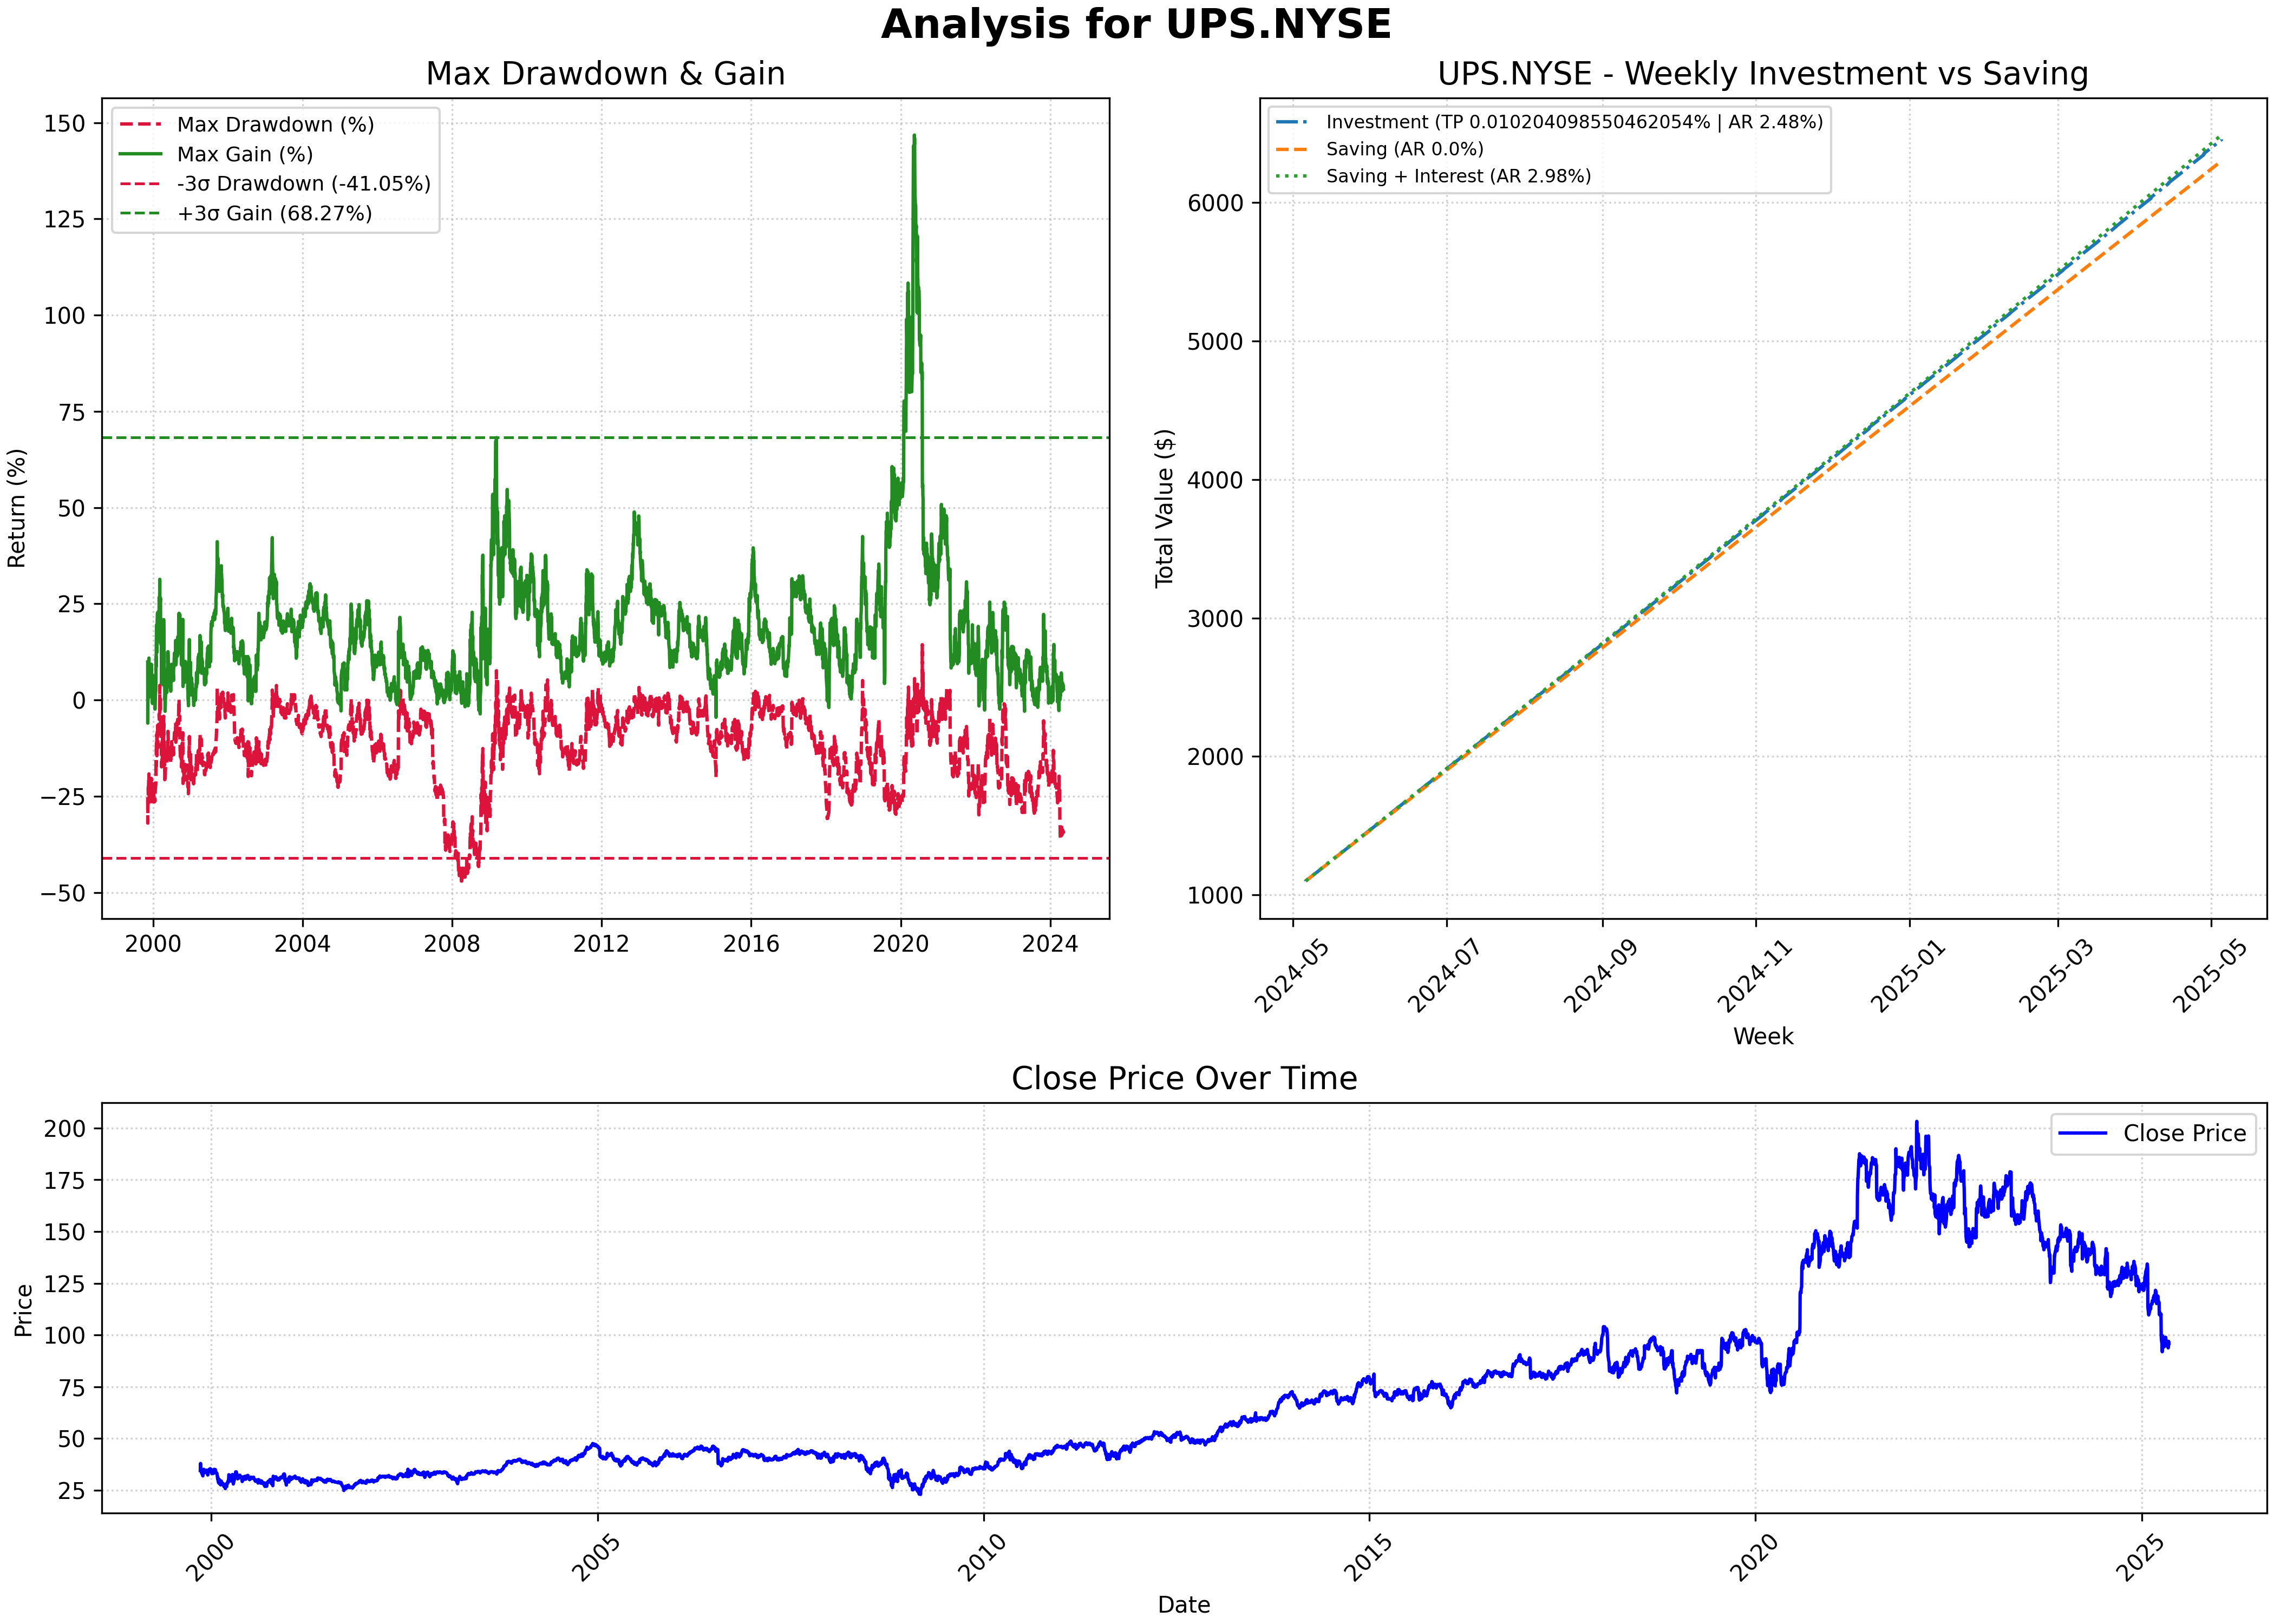 Analysis for UPS.NYSE
Max Drawdown & Gain
Max Drawdown (%)
Max Gain (%)
-3σ Drawdown (-41.05%)
+3σ Gain (68.27%)
Return (%)
150
125
100
75
50
25
0
−25
−50
2000
2004
2008
2012
2016
2020
2024
UPS.NYSE - Weekly Investment vs Saving
Investment (TP 0.010204098550462054% | AR 2.48%)
Saving (AR 0.0%)
Saving + Interest (AR 2.98%)
Total Value ($)
6000
5000
4000
3000
2000
1000
2024-05
2024-07
2024-09
2024-11
2025-01
2025-03
2025-05
Week
Close Price Over Time
Close Price
Price
200
175
150
125
100
75
50
25
2000
2005
2010
2015
2020
2025
Date